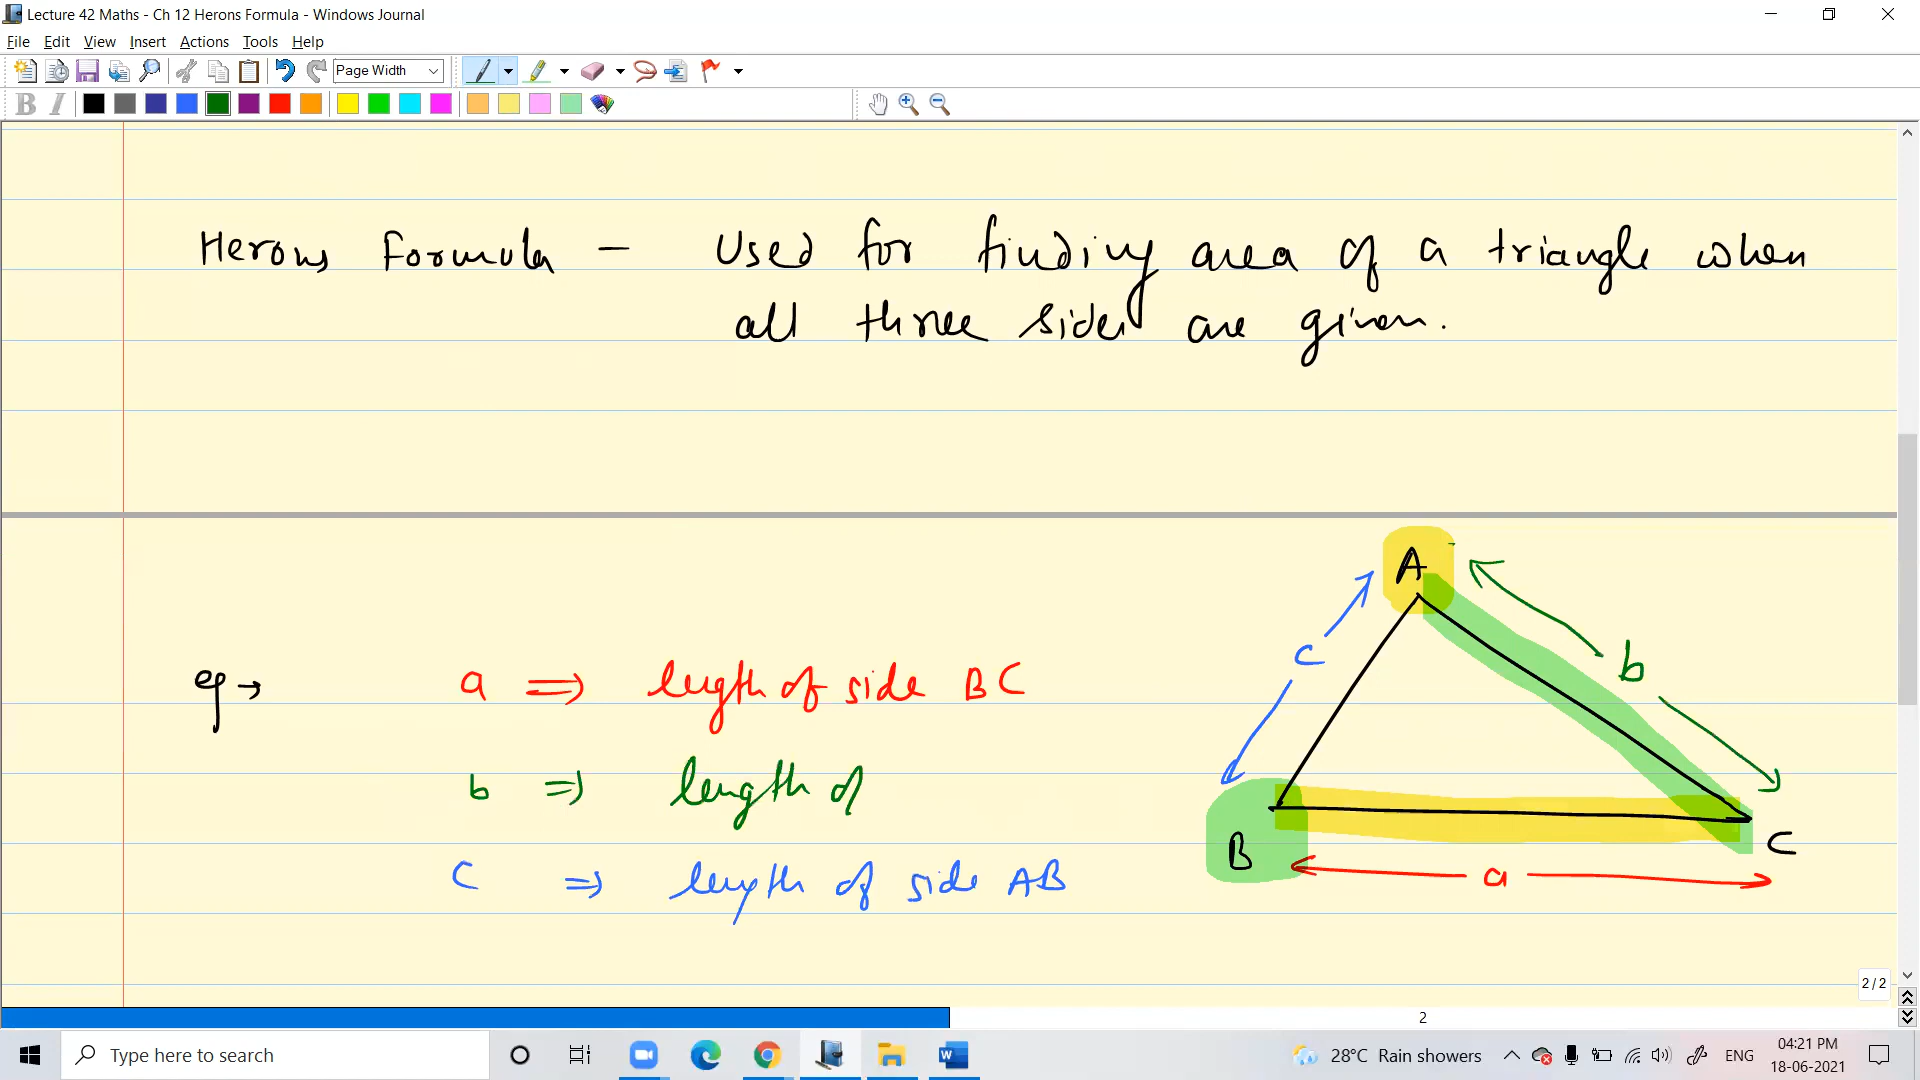 Lecture 42 Maths - Ch 12 Herons Formula - Windows Journal
File Edit View Insert Actions Tools Help
Page Width
B I
Herons Formula - Used for finding area of a triangle when
all three sides are given.
A
c
b
eg → a ⇒ length of side BC
b ⇒ length of
B
C
a
c ⇒ length of side AB
2 / 2
2
Type here to search
28°C Rain showers
ENG
04:21 PM
18-06-2021